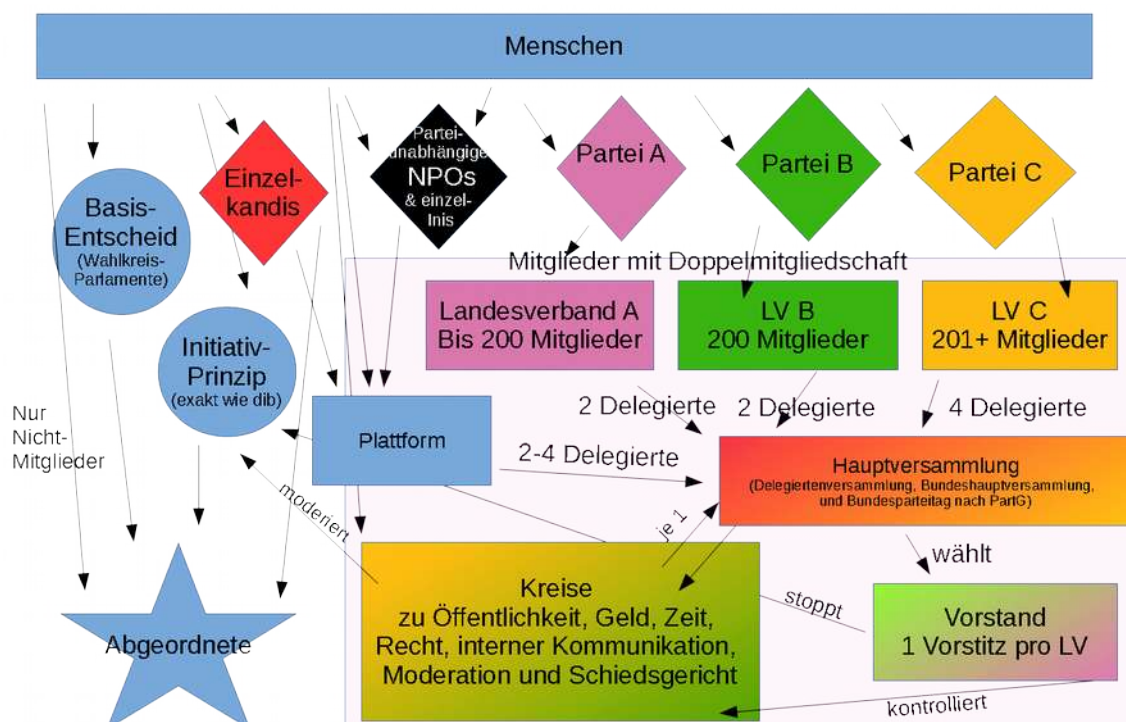 Menschen
Partei-
unabhängige
NPOs
& einzel-
Inis
Partei A
Partei B
Partei C
Einzel-
kandis
Basis-
Entscheid
(Wahlkreis-
Parlamente)
Mitglieder mit Doppelmitgliedschaft
Landesverband A
Bis 200 Mitglieder
LV B
200 Mitglieder
LV C
201+ Mitglieder
Initiativ-
Prinzip
(exakt wie dib)
Nur
Nicht-
Mitglieder
Plattform
2 Delegierte
2 Delegierte
4 Delegierte
2-4 Delegierte
Hauptversammlung
(Delegiertenversammlung, Bundeshauptversammlung,
und Bundesparteitag nach PartG)
moderiert
je 1
wählt
Kreise
zu Öffentlichkeit, Geld, Zeit,
Recht, interner Kommunikation,
Moderation und Schiedsgericht
stoppt
Vorstand
1 Vorstitz pro LV
Abgeordnete
kontrolliert